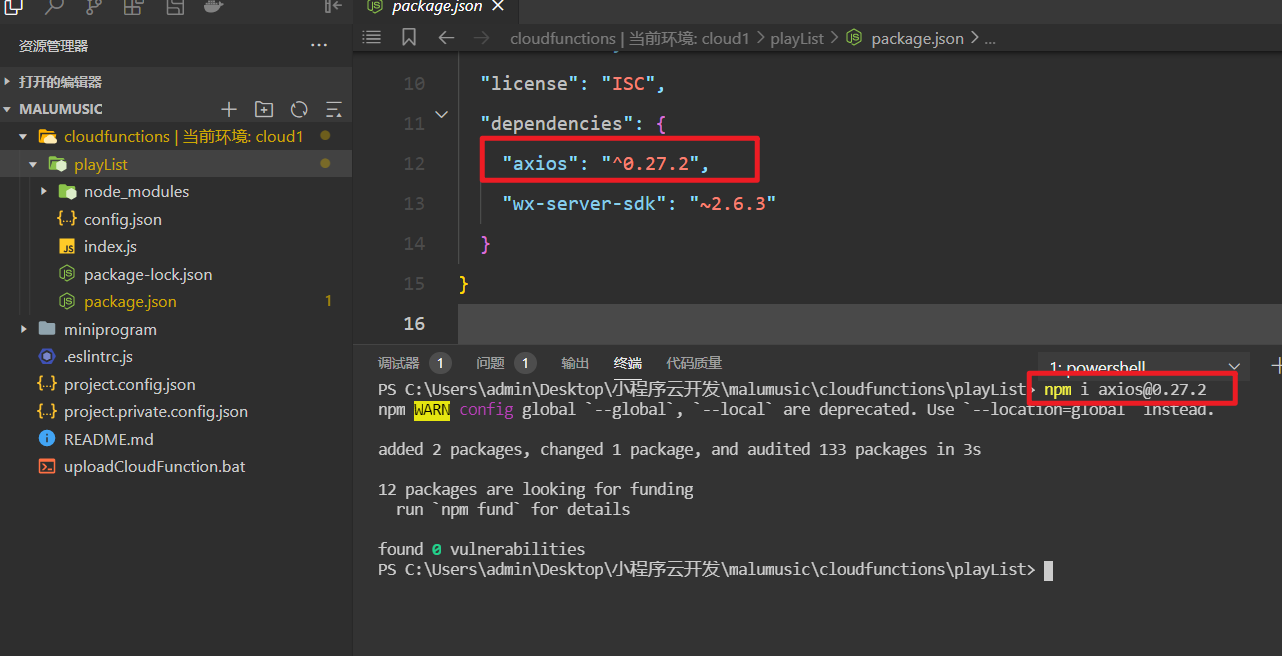 package.json
资源管理器
打开的编辑器
MALUMUSIC
cloudfunctions | 当前环境: cloud1
playList
node_modules
config.json
index.js
package-lock.json
package.json 1
miniprogram
.eslintrc.js
project.config.json
project.private.config.json
README.md
uploadCloudFunction.bat
cloudfunctions | 当前环境: cloud1 > playList > package.json > ...
10 "license": "ISC",
11 "dependencies": {
12 "axios": "^0.27.2",
13 "wx-server-sdk": "~2.6.3"
14 }
15 }
16
调试器 1 问题 1 输出 终端 代码质量
1: powershell
PS C:\Users\admin\Desktop\小程序云开发\malumusic\cloudfunctions\playList> npm i axios@0.27.2
npm WARN config global `--global`, `--local` are deprecated. Use `--location=global` instead.
added 2 packages, changed 1 package, and audited 133 packages in 3s
12 packages are looking for funding
run `npm fund` for details
found 0 vulnerabilities
PS C:\Users\admin\Desktop\小程序云开发\malumusic\cloudfunctions\playList>